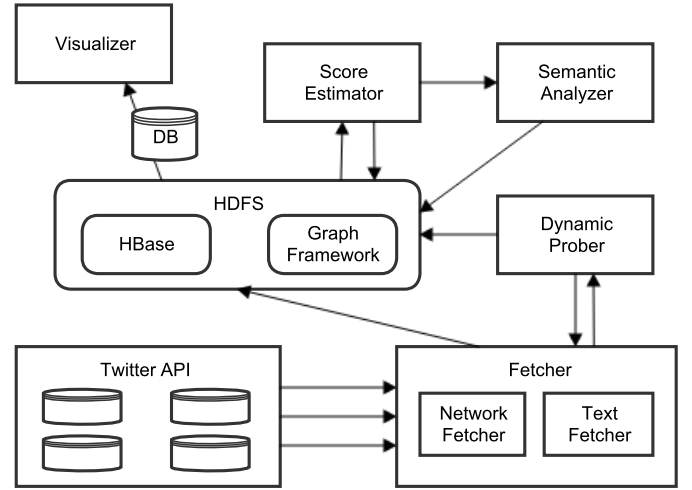 Visualizer
Score
Estimator
Semantic
Analyzer
DB
HDFS
HBase
Graph
Framework
Dynamic
Prober
Twitter API
Fetcher
Network
Fetcher
Text
Fetcher